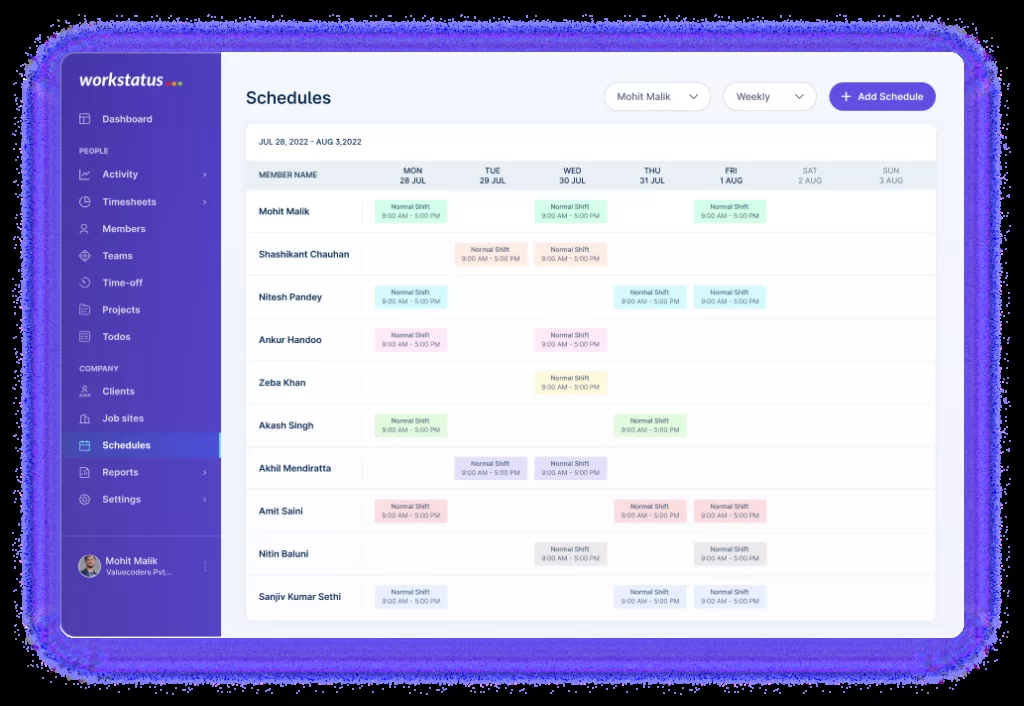 workstatus
Dashboard
PEOPLE
Activity
Timesheets
Members
Teams
Time-off
Projects
Todos
COMPANY
Clients
Job sites
Schedules
Reports
Settings
Mohit Malik
Valuecoders Pvt...
Schedules
Mohit Malik
Weekly
+ Add Schedule
JUL 28, 2022 - AUG 3,2022
MEMBER NAME
MON TUE WED THU FRI SAT SUN
28 JUL 29 JUL 30 JUL 31 JUL 1 AUG 2 AUG 3 AUG
Mohit Malik
Normal Shift Normal Shift Normal Shift
9:00 AM - 5:00 PM 9:00 AM - 5:00 PM 9:00 AM - 5:00 PM
Shashikant Chauhan
Normal Shift Normal Shift
9:00 AM - 5:00 PM 9:00 AM - 5:00 PM
Nitesh Pandey
Normal Shift Normal Shift Normal Shift
9:00 AM - 5:00 PM 9:00 AM - 5:00 PM 9:00 AM - 5:00 PM
Ankur Handoo
Normal Shift Normal Shift
9:00 AM - 5:00 PM 9:00 AM - 5:00 PM
Zeba Khan
Normal Shift
9:00 AM - 5:00 PM
Akash Singh
Normal Shift Normal Shift
9:00 AM - 5:00 PM 9:00 AM - 5:00 PM
Akhil Mendiratta
Normal Shift Normal Shift
9:00 AM - 5:00 PM 9:00 AM - 5:00 PM
Amit Saini
Normal Shift Normal Shift Normal Shift
9:00 AM - 5:00 PM 9:00 AM - 5:00 PM 9:00 AM - 5:00 PM
Nitin Baluni
Normal Shift Normal Shift
9:00 AM - 5:00 PM 9:00 AM - 5:00 PM
Sanjiv Kumar Sethi
Normal Shift Normal Shift Normal Shift
9:00 AM - 5:00 PM 9:00 AM - 5:00 PM 9:00 AM - 5:00 PM